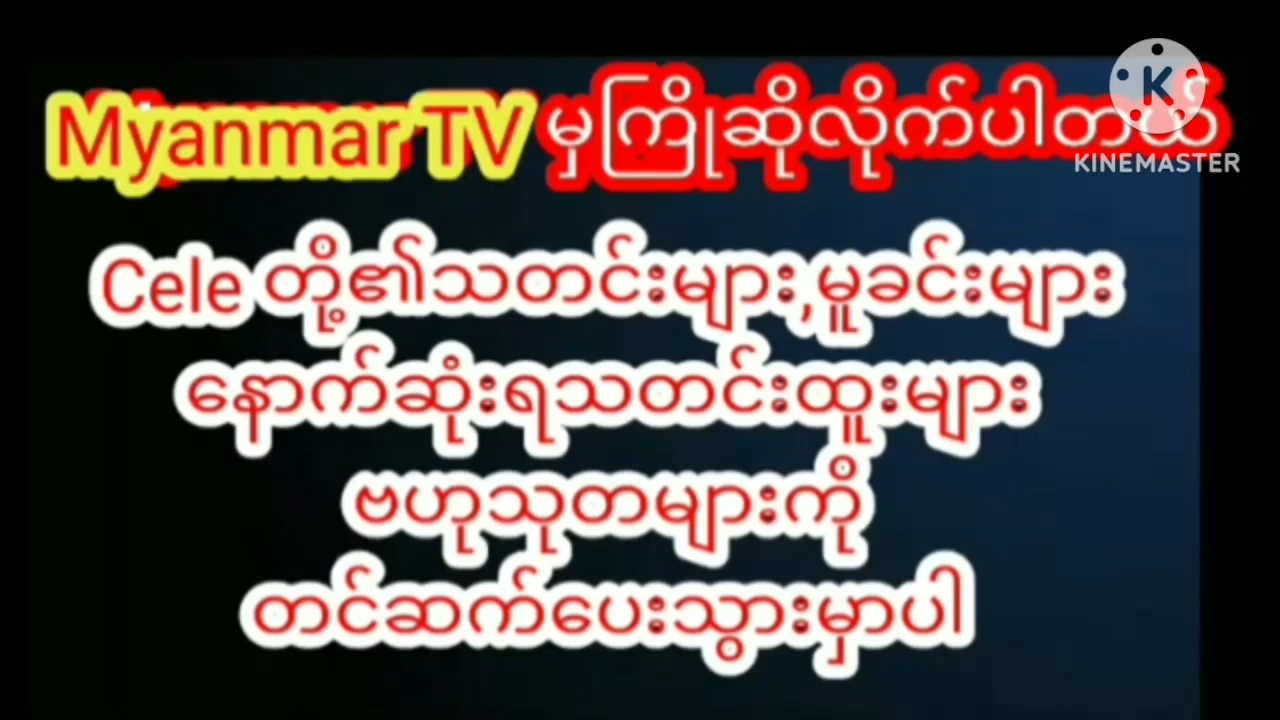 Myanmar TV မှကြိုဆိုလိုက်ပါတယ်
K
KINEMASTER
Cele တို့၏သတင်းများ,မူခင်းများ
နောက်ဆုံးရသတင်းထူးများ
ဗဟုသုတများကို
တင်ဆက်ပေးသွားမှာပါ